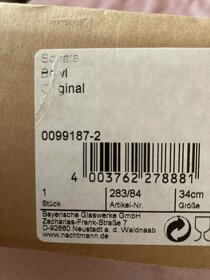 Sonata
Bowl
Original
0099187-2
4 003762 278881
1 283/84 34cm
Stück Artikel-Nr. Größe
Bayerische Glaswerke GmbH
Zacharias-Frank-Straße 7
D-92660 Neustadt a. d. Waldnaab
www.nachtmann.de